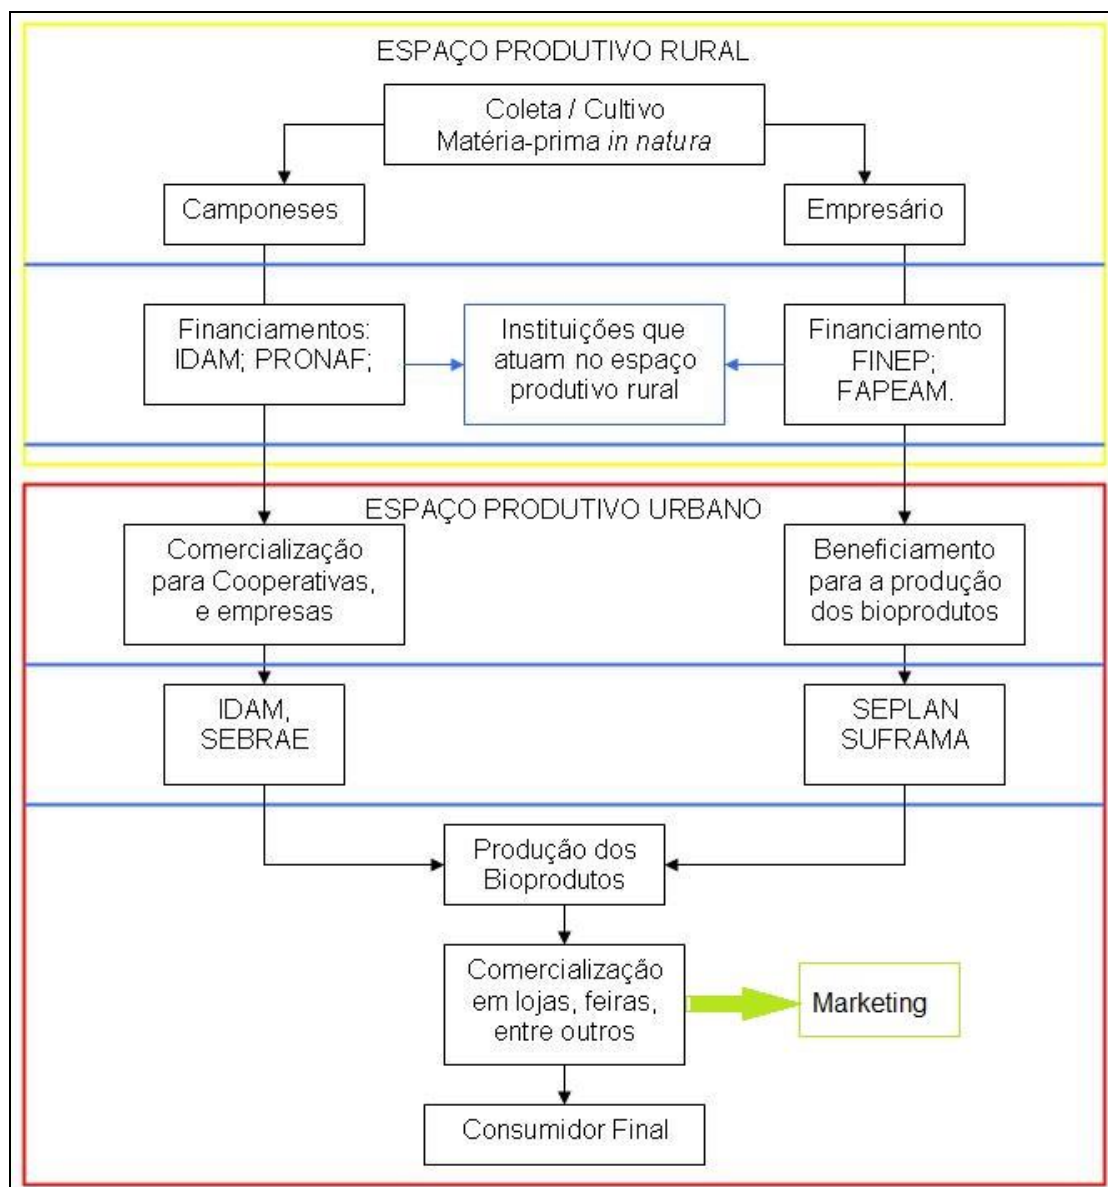 ESPAÇO PRODUTIVO RURAL
Coleta / Cultivo
Matéria-prima in natura
Camponeses
Empresário
Financiamentos:
IDAM; PRONAF;
Instituições que
atuam no espaço
produtivo rural
Financiamento
FINEP;
FAPEAM.
ESPAÇO PRODUTIVO URBANO
Comercialização
para Cooperativas,
e empresas
Beneficiamento
para a produção
dos bioprodutos
IDAM,
SEBRAE
SEPLAN
SUFRAMA
Produção dos
Bioprodutos
Comercialização
em lojas, feiras,
entre outros
Marketing
Consumidor Final